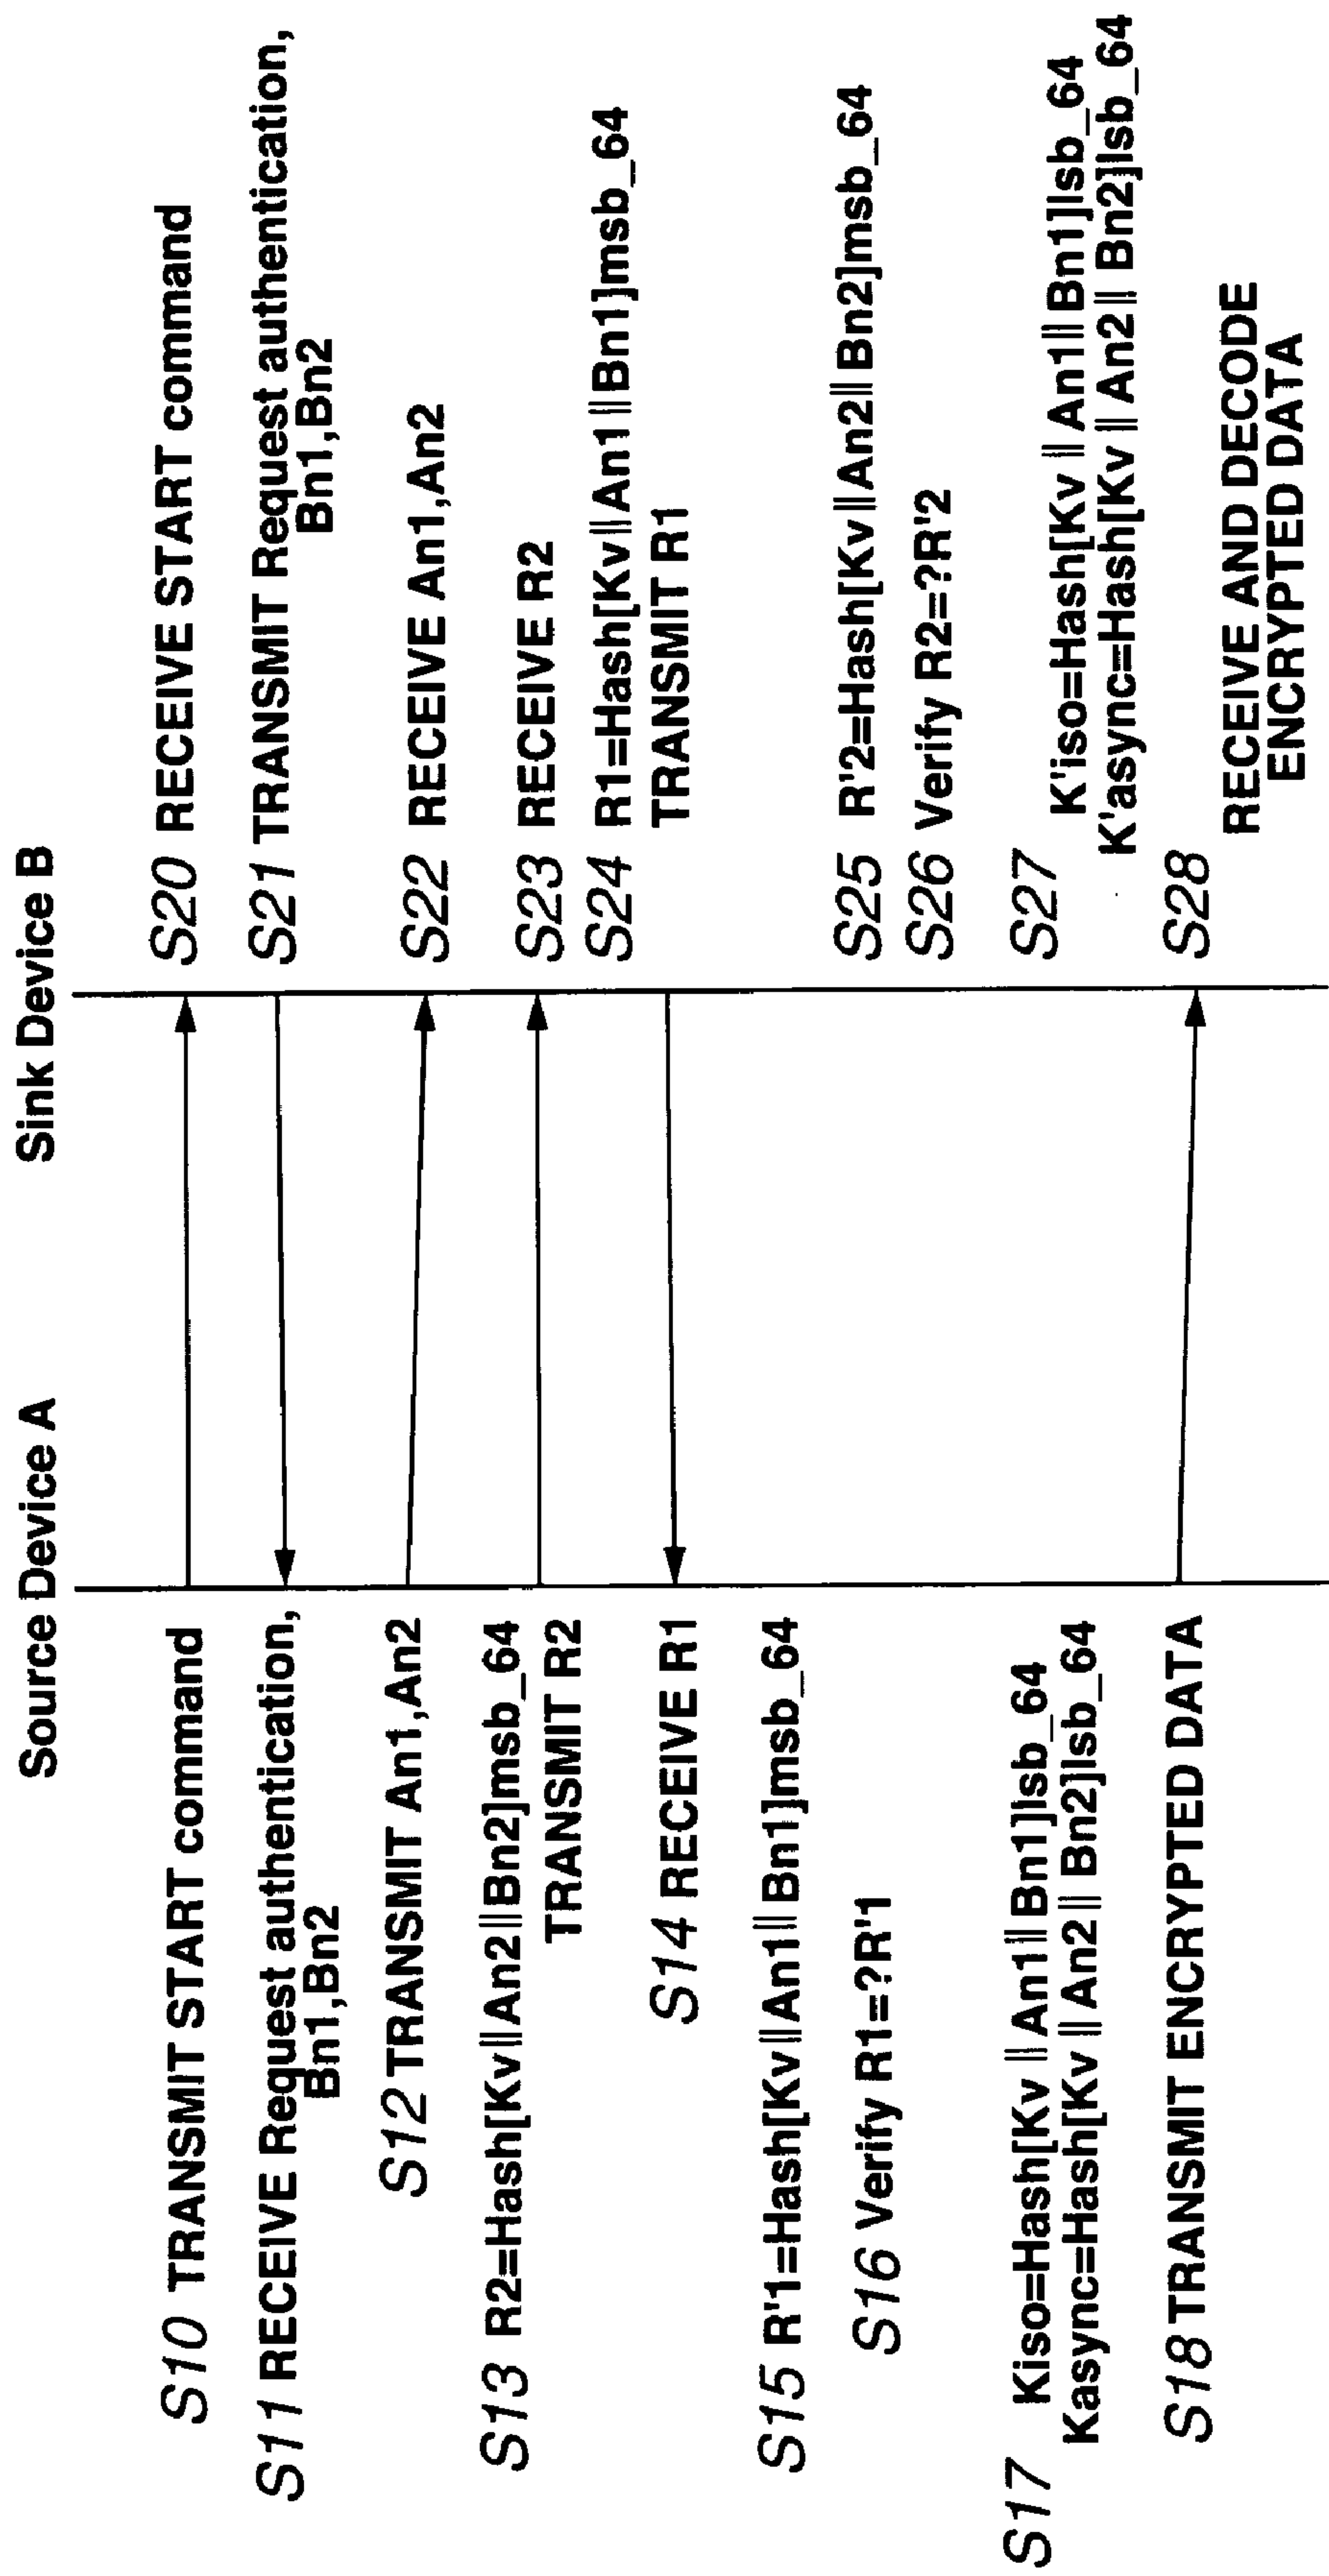 Source Device A
Sink Device B
S10 TRANSMIT START command
S20 RECEIVE START command
S11 RECEIVE Request authentication,
Bn1,Bn2
S21 TRANSMIT Request authentication,
Bn1,Bn2
S12 TRANSMIT An1,An2
S22 RECEIVE An1,An2
S13 R2=Hash[Kv||An2||Bn2]msb_64
TRANSMIT R2
S23 RECEIVE R2
S24 R1=Hash[Kv||An1||Bn1]msb_64
TRANSMIT R1
S14 RECEIVE R1
S15 R'1=Hash[Kv||An1||Bn1]msb_64
S25 R'2=Hash[Kv||An2||Bn2]msb_64
S16 Verify R1=?R'1
S26 Verify R2=?R'2
S17 Kiso=Hash[Kv || An1|| Bn1]lsb_64
Kasync=Hash[Kv || An2|| Bn2]lsb_64
S27 K'iso=Hash[Kv || An1|| Bn1]lsb_64
K'async=Hash[Kv || An2|| Bn2]lsb_64
S18 TRANSMIT ENCRYPTED DATA
S28 RECEIVE AND DECODE
ENCRYPTED DATA